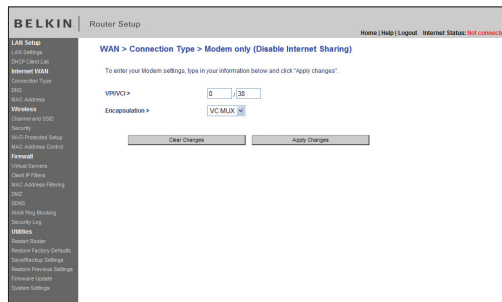 BELKIN. Router Setup
Home | Help | Logout Internet Status: Not connected
LAN Setup
LAN Settings
DHCP Client List
Internet WAN
Connection Type
DNS
MAC Address
Wireless
Channel and SSID
Security
Wi-Fi Protected Setup
MAC Address Control
Firewall
Virtual Servers
Client IP Filters
MAC Address Filtering
DMZ
DDNS
WAN Ping Blocking
Security Log
Utilities
Restart Router
Restore Factory Defaults
Save/Backup Settings
Restore Previous Settings
Firmware Update
System Settings
WAN > Connection Type > Modem only (Disable Internet Sharing)
To enter your Modem settings, type in your information below and click "Apply changes".
VPI/VCI > 0 / 38
Encapsulation > VC MUX
Clear Changes Apply Changes